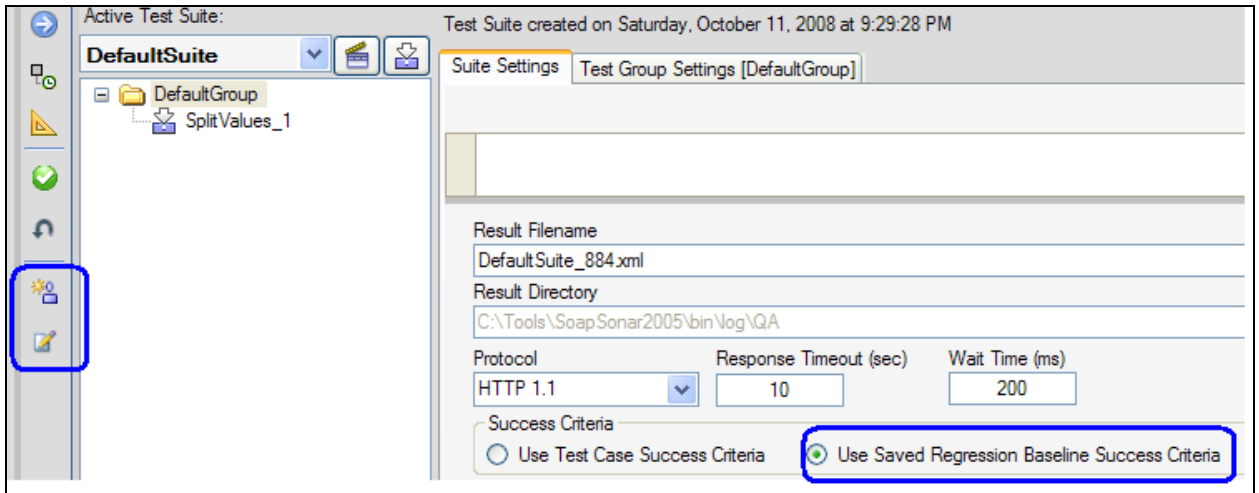 Active Test Suite:
Test Suite created on Saturday, October 11, 2008 at 9:29:28 PM
DefaultSuite
Suite Settings Test Group Settings [DefaultGroup]
DefaultGroup
SplitValues_1
Result Filename
DefaultSuite_884.xml
Result Directory
C:\Tools\SoapSonar2005\bin\log\QA
Protocol Response Timeout (sec) Wait Time (ms)
HTTP 1.1 10 200
Success Criteria
Use Test Case Success Criteria Use Saved Regression Baseline Success Criteria